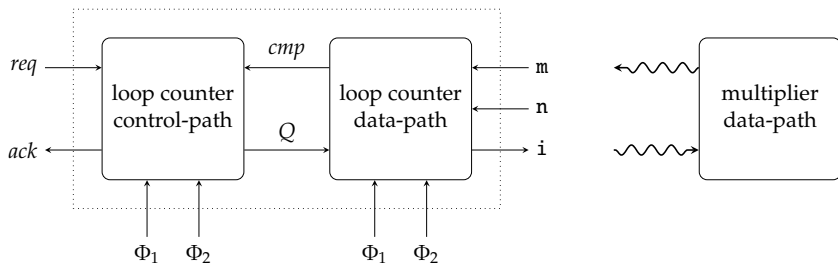 req
ack
loop counter
control-path
cmp
Q
loop counter
data-path
m
n
i
multiplier
data-path
Φ1
Φ2
Φ1
Φ2